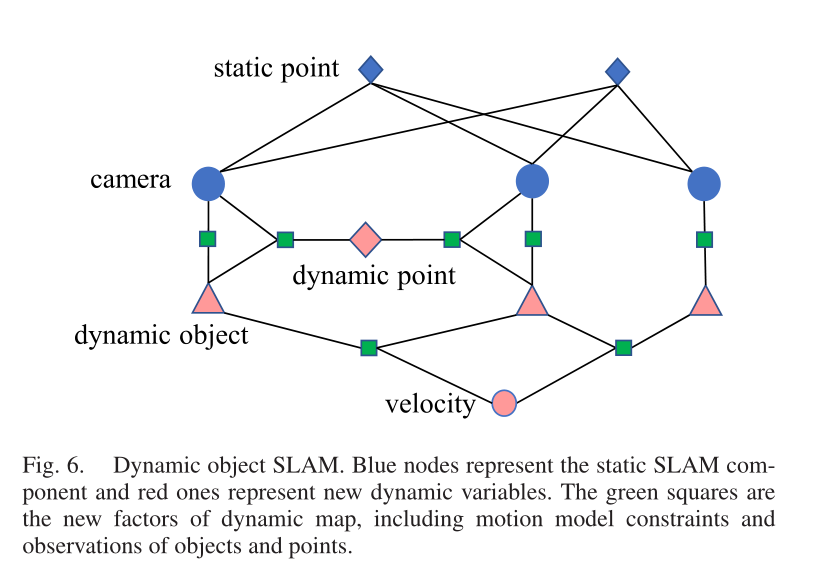 static point
camera
dynamic point
dynamic object
velocity
Fig. 6. Dynamic object SLAM. Blue nodes represent the static SLAM com-
ponent and red ones represent new dynamic variables. The green squares are
the new factors of dynamic map, including motion model constraints and
observations of objects and points.